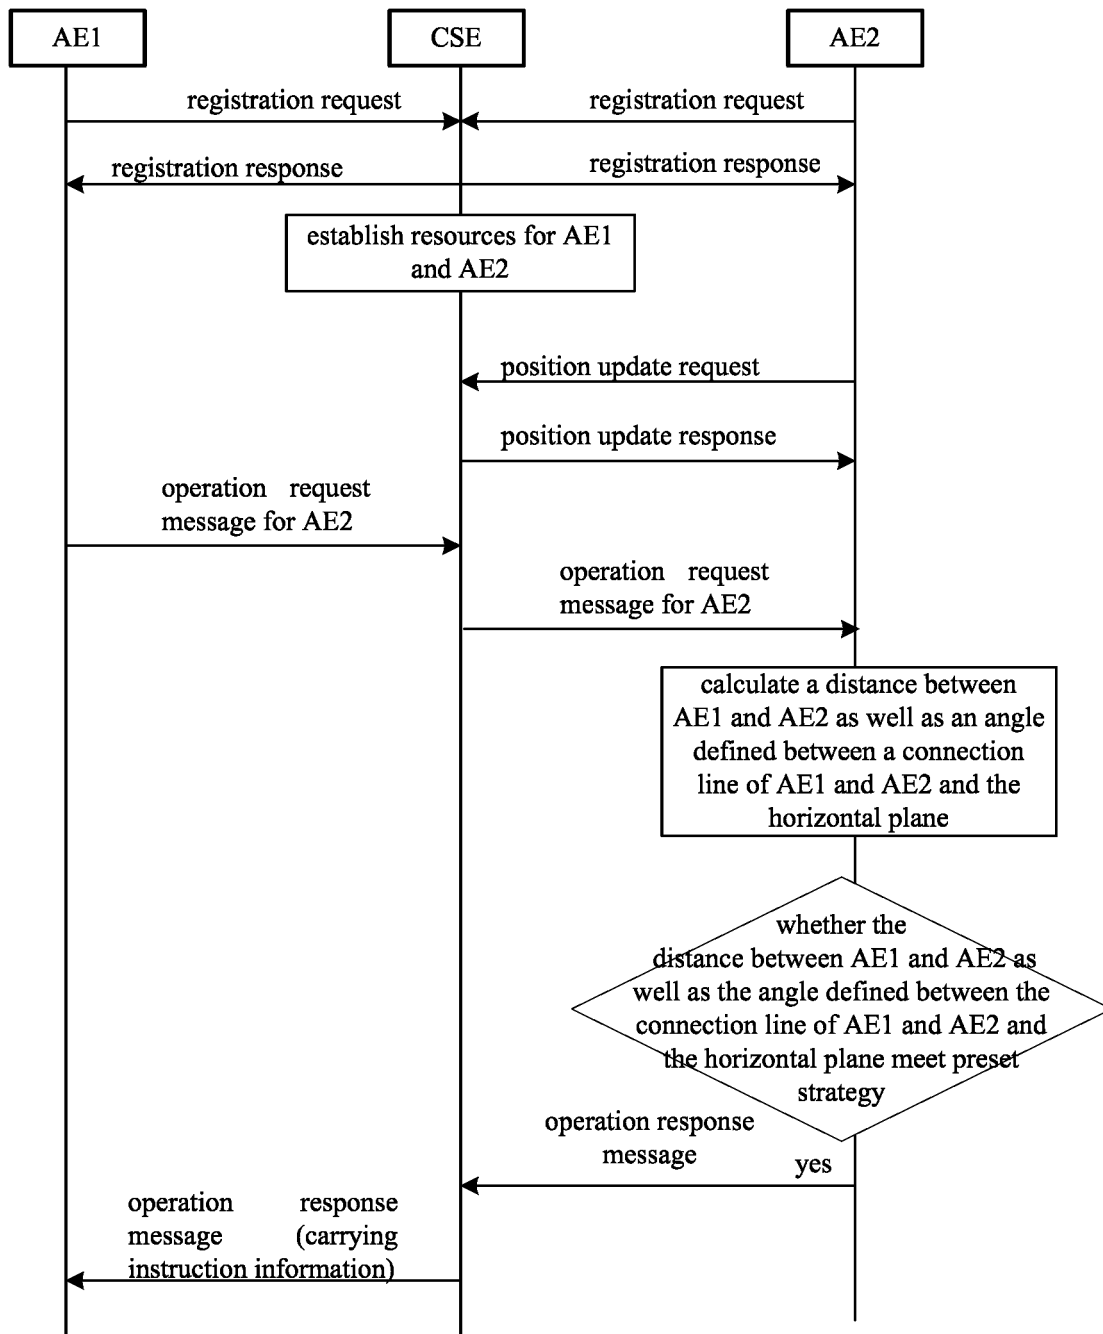 AE1
CSE
AE2
registration request
registration request
registration response
registration response
establish resources for AE1
and AE2
position update request
position update response
operation request
message for AE2
operation request
message for AE2
calculate a distance between
AE1 and AE2 as well as an angle
defined between a connection
line of AE1 and AE2 and the
horizontal plane
whether the
distance between AE1 and AE2 as
well as the angle defined between the
connection line of AE1 and AE2 and
the horizontal plane meet preset
strategy
operation response
message
yes
operation response
message (carrying
instruction information)